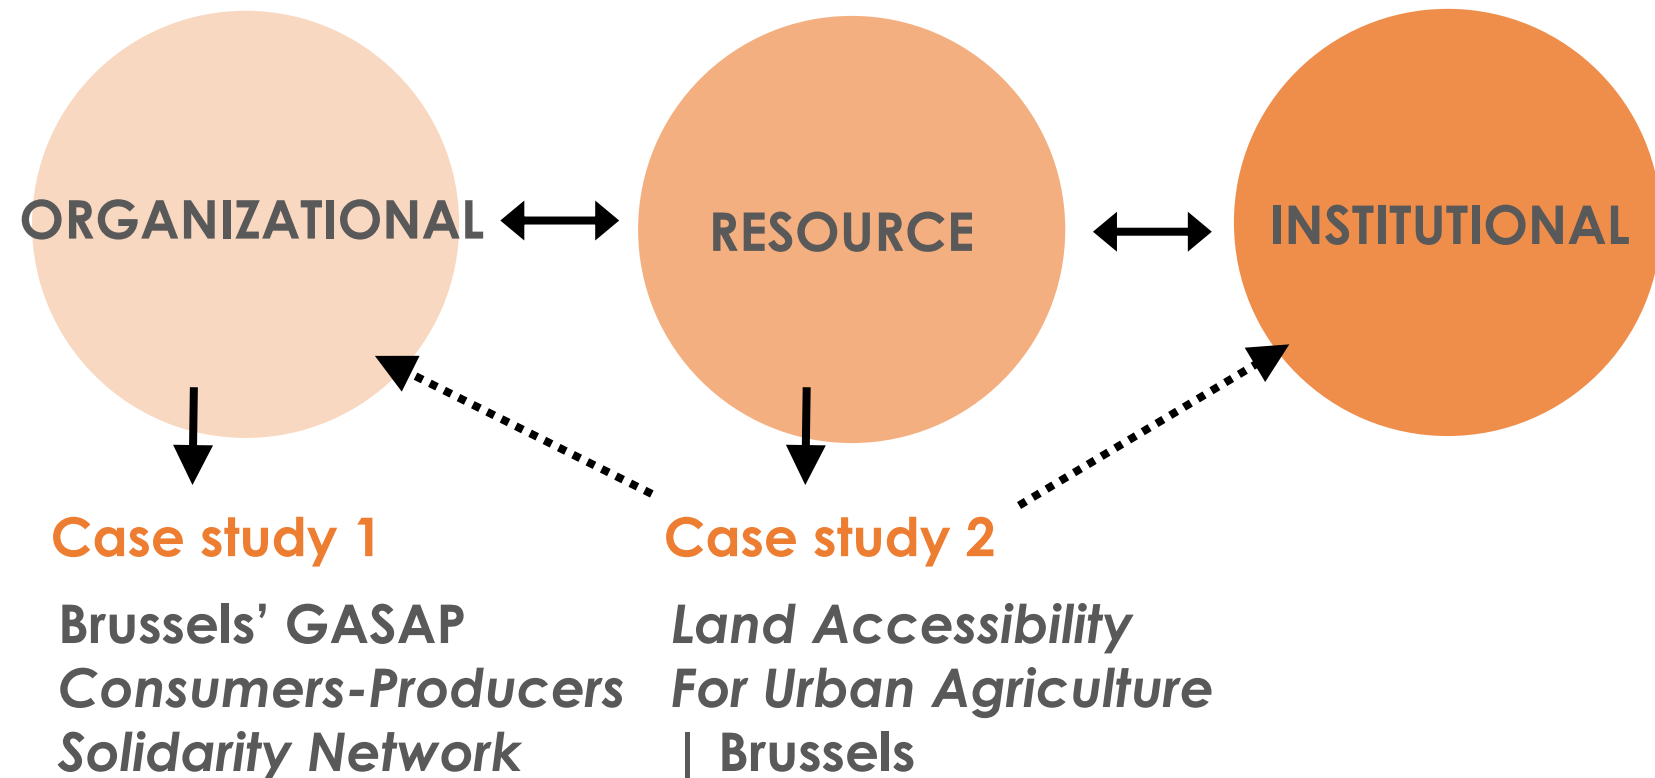 ORGANIZATIONAL
RESOURCE
INSTITUTIONAL
Case study 1
Brussels’ GASAP
Consumers-Producers
Solidarity Network
Case study 2
Land Accessibility
For Urban Agriculture
| Brussels